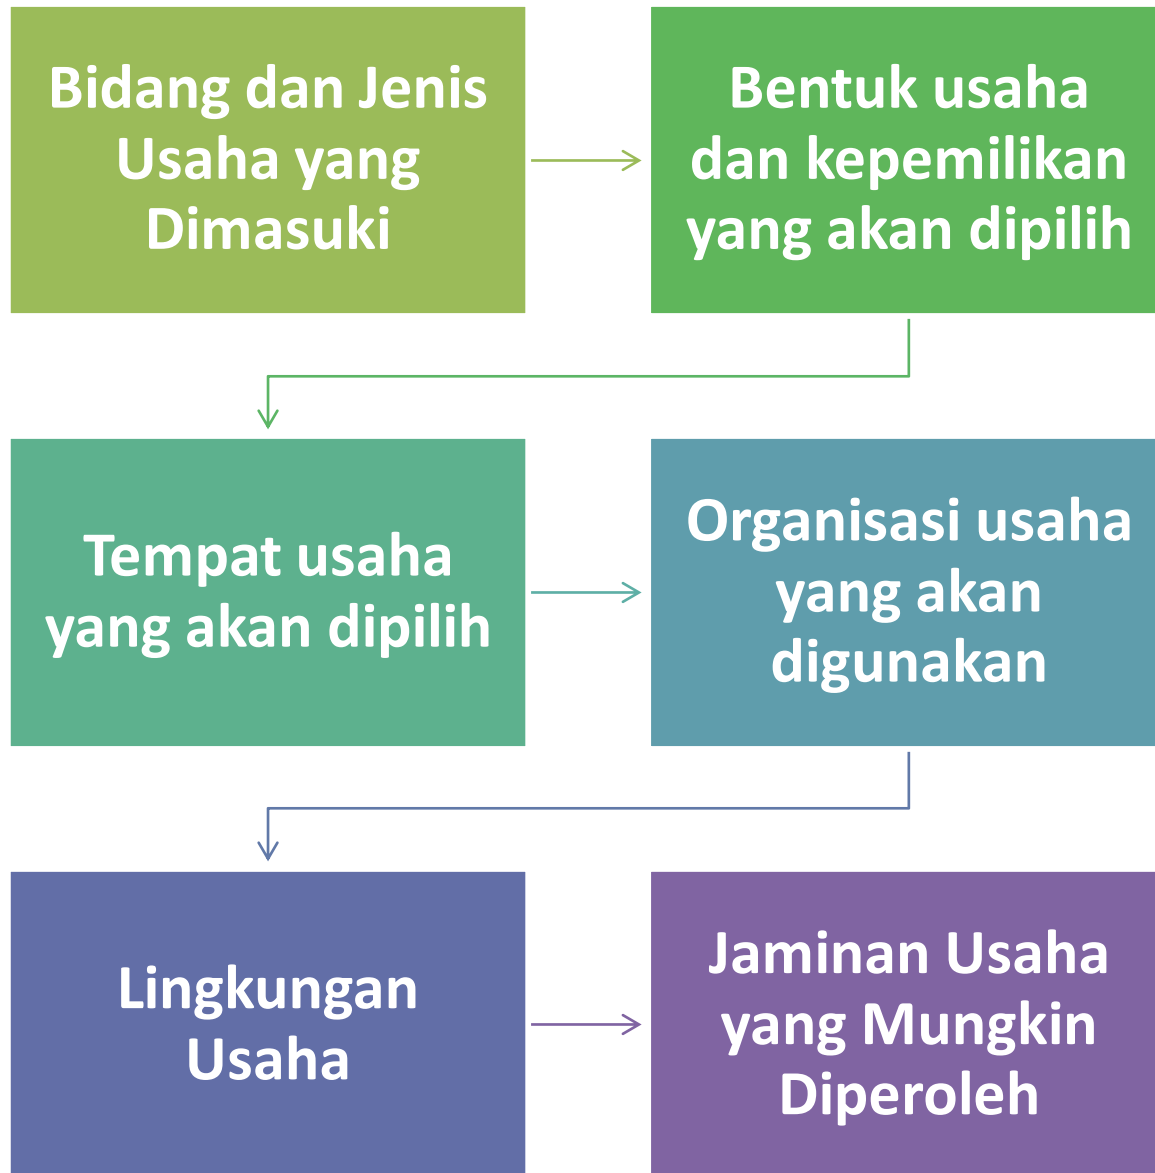 Bidang dan Jenis
Usaha yang
Dimasuki
Bentuk usaha
dan kepemilikan
yang akan dipilih
Tempat usaha
yang akan dipilih
Organisasi usaha
yang akan
digunakan
Lingkungan
Usaha
Jaminan Usaha
yang Mungkin
Diperoleh